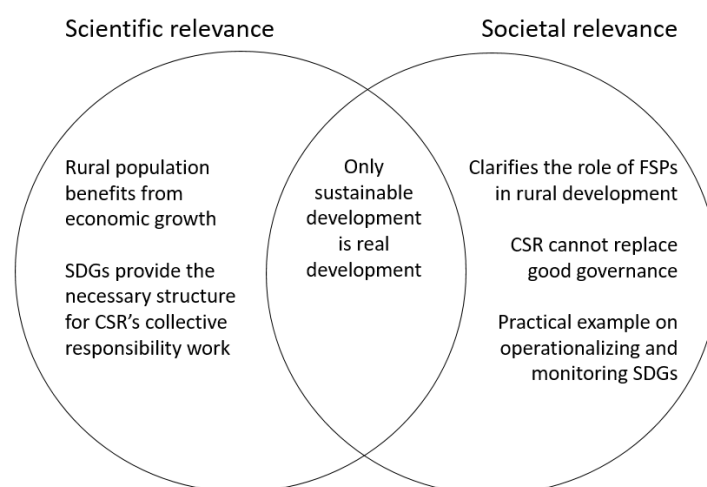 Scientific relevance
Societal relevance
Rural population
benefits from
economic growth
SDGs provide the
necessary structure
for CSR's collective
responsibility work
Only
sustainable
development
is real
development
Clarifies the role of FSPs
in rural development
CSR cannot replace
good governance
Practical example on
operationalizing and
monitoring SDGs